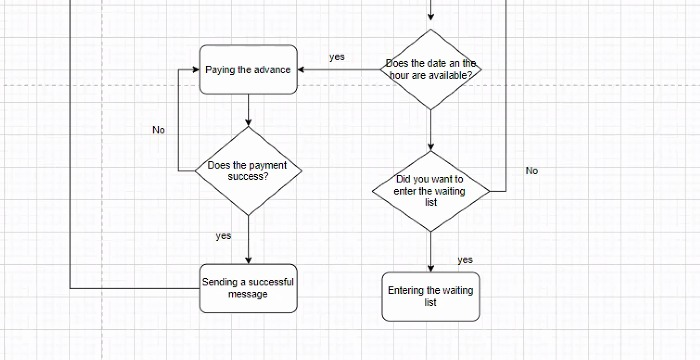 yes
Does the date an the
hour are available?
Paying the advance
No
Does the payment
success?
Did you want to
enter the waiting
list
No
yes
yes
Sending a successful
message
Entering the waiting
list